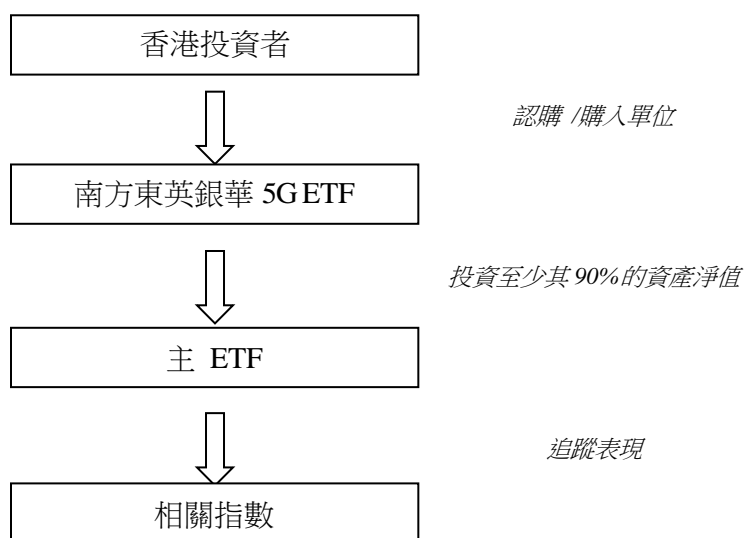 香港投資者
認購 /購入單位
南方東英銀華 5G ETF
投資至少其 90%的資產淨值
主 ETF
追蹤表現
相關指數